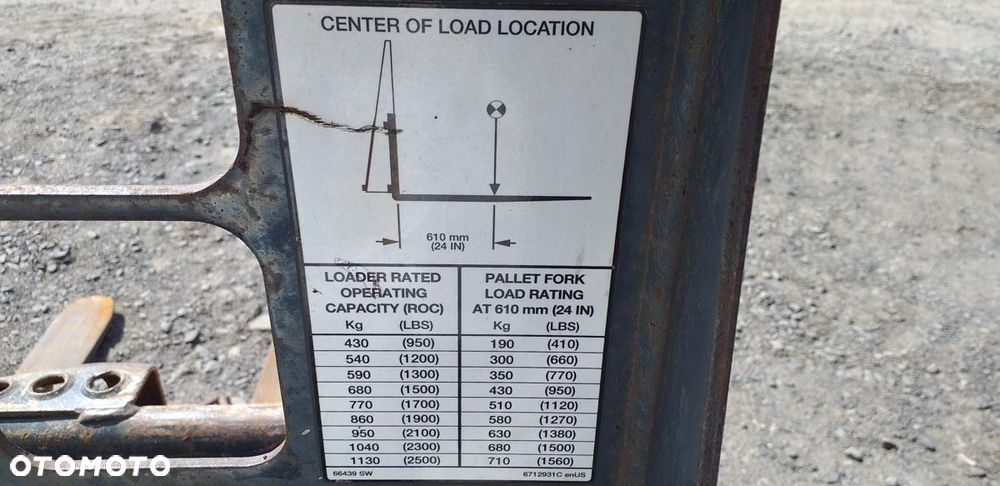 CENTER OF LOAD LOCATION
610 mm
(24 IN)
LOADER RATED
OPERATING
CAPACITY (ROC)
Kg (LBS)
PALLET FORK
LOAD RATING
AT 610 mm (24 IN)
Kg (LBS)
430 (950) 190 (410)
540 (1200) 300 (660)
590 (1300) 350 (770)
680 (1500) 430 (950)
770 (1700) 510 (1120)
860 (1900) 580 (1270)
950 (2100) 630 (1380)
1040 (2300) 680 (1500)
1130 (2500) 710 (1560)
66439 SW 6712931C enUS
OTOMOTO